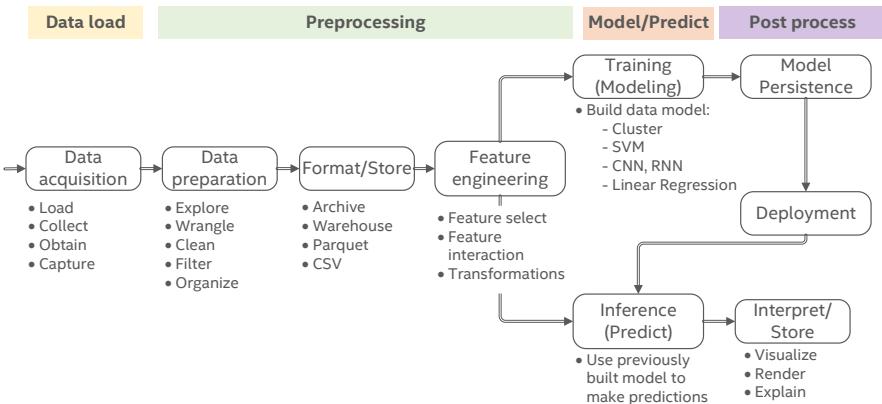 Data load
Preprocessing
Model/Predict
Post process
Data
acquisition
• Load
• Collect
• Obtain
• Capture
Data
preparation
• Explore
• Wrangle
• Clean
• Filter
• Organize
Format/Store
• Archive
• Warehouse
• Parquet
• CSV
Feature
engineering
• Feature select
• Feature
interaction
• Transformations
Training
(Modeling)
• Build data model:
- Cluster
- SVM
- CNN, RNN
- Linear Regression
Model
Persistence
Deployment
Inference
(Predict)
• Use previously
built model to
make predictions
Interpret/
Store
• Visualize
• Render
• Explain